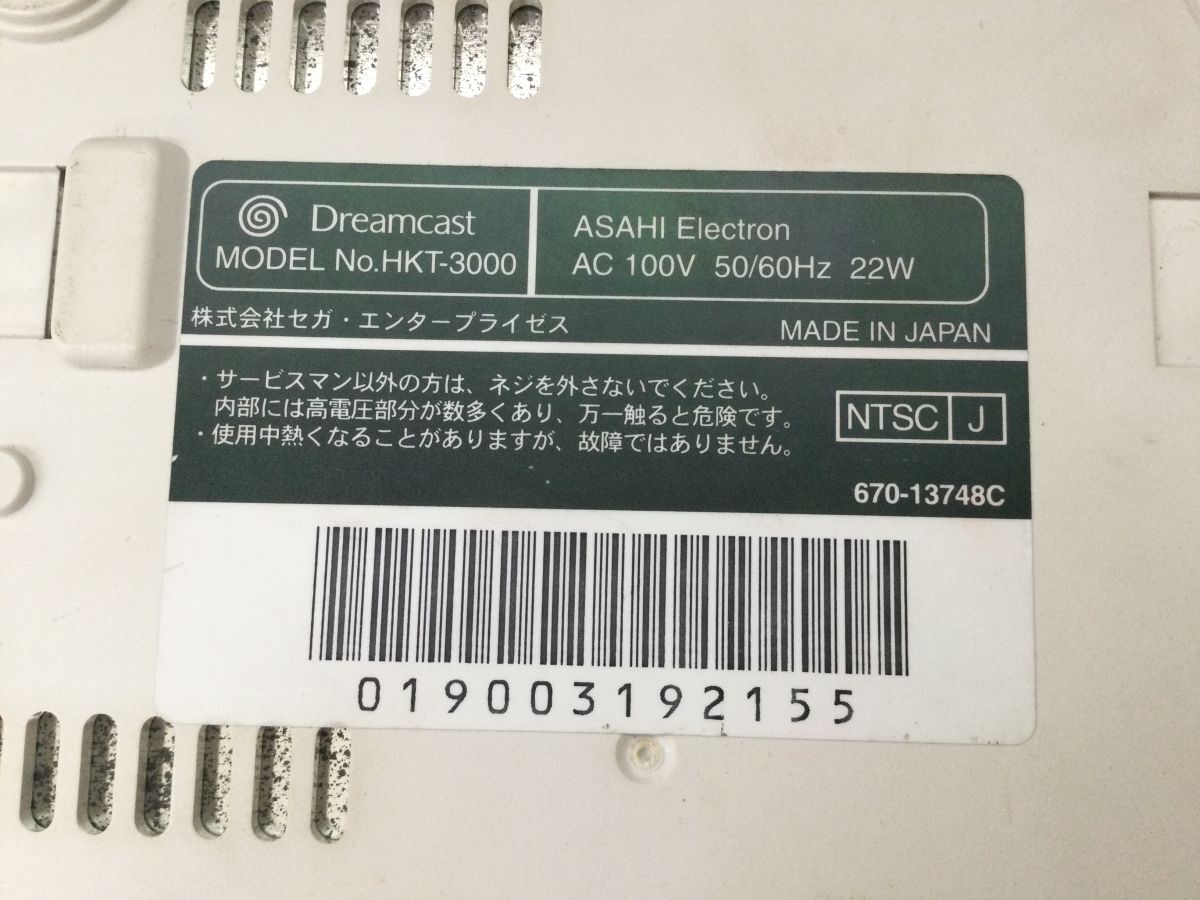 Dreamcast
MODEL No.HKT-3000
ASAHI Electron
AC 100V 50/60Hz 22W
株式会社セガ・エンタープライゼス
MADE IN JAPAN
・サービスマン以外の方は、ネジを外さないでください。
内部には高電圧部分が数多くあり、万一触ると危険です。
・使用中熱くなることがありますが、故障ではありません。
NTSC J
670-13748C
019003192155